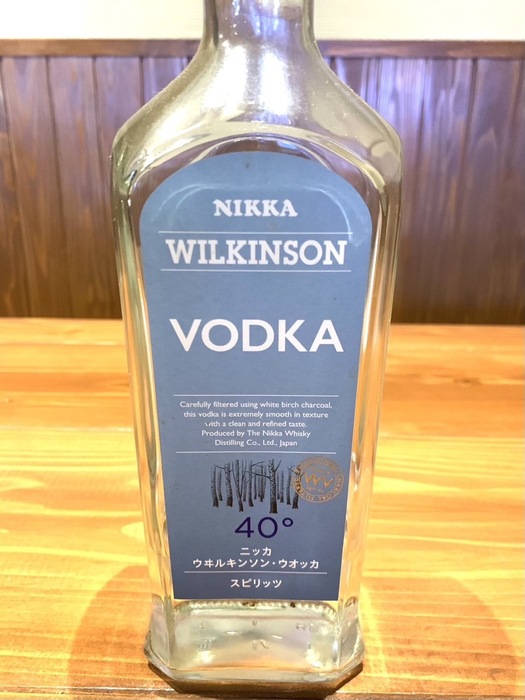 NIKKA
WILKINSON
VODKA
Carefully filtered using white birch charcoal,
this vodka is extremely smooth in texture
with a clean and refined taste.
Produced by The Nikka Whisky
Distilling Co., Ltd., Japan
40°
ニッカ
ウヰルキンソン・ウオッカ
スピリッツ